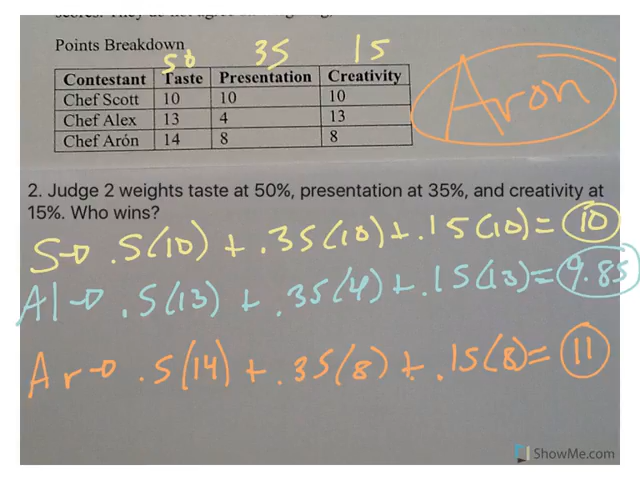 Points Breakdown
50 35 15
Contestant Taste Presentation Creativity
Chef Scott 10 10 10
Chef Alex 13 4 13
Chef Arón 14 8 8
Aron
2. Judge 2 weights taste at 50%, presentation at 35%, and creativity at
15%. Who wins?
S→ .5(10) + .35(10) + .15(10) = 10
Al→ .5(13) + .35(4) + .15(13) = 9.85
Ar→ .5(14) + .35(8) + .15(8) = 11
ShowMe.com